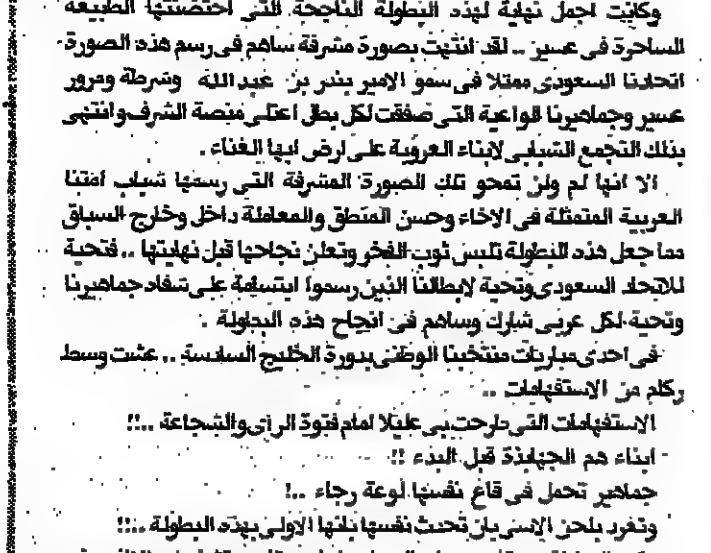 وكانت اجمل نهاية لهذه البطولة الناجحة التي احتضنتها الطبيعة
الساحرة في عسير .. لقد انتهت بصورة مشرفة ساهم في رسم هذه الصورة
اتحادنا السعودي ممثلا في سمو الامير بندر بن عبد الله وشرطة ومرور
عسير وجماهيرنا الواعية التي صفقت لكل بطل اعتلى منصة الشرف وانتهى
بذلك التجمع الشبابي لابناء العروبة على ارض ابها الغناء .
الا انها لم ولن تمحو تلك الصورة المشرفة التي رسمها شباب امتنا
العربية المتمثلة في الاخاء وحسن المنطق والمعاملة داخل وخارج السباق
مما جعل هذه البطولة تلبس ثوب الفخر وتعلن نجاحها قبل نهايتها .. فتحية
للاتحاد السعودي وتحية لابطالنا الذين رسموا ابتسامة على شفاه جماهيرنا
وتحية لكل عربي شارك وساهم في انجاح هذه البطولة .
في احدى مباريات منتخبنا الوطني بدورة الخليج السادسة .. عشت وسط
ركام من الاستفهامات ..
الاستفهامات التي طرحت بي عليلا امام فتوة الرأي والشجاعة ..!!
- ابناء هم الجهابذة قبل البدء !!
جماهير تحمل في قاع نفسها لوعة رجاء ..!
وتغرد بلحن الاسى بان تحدث نفسها بانها الاولى بهذه البطولة ..!!